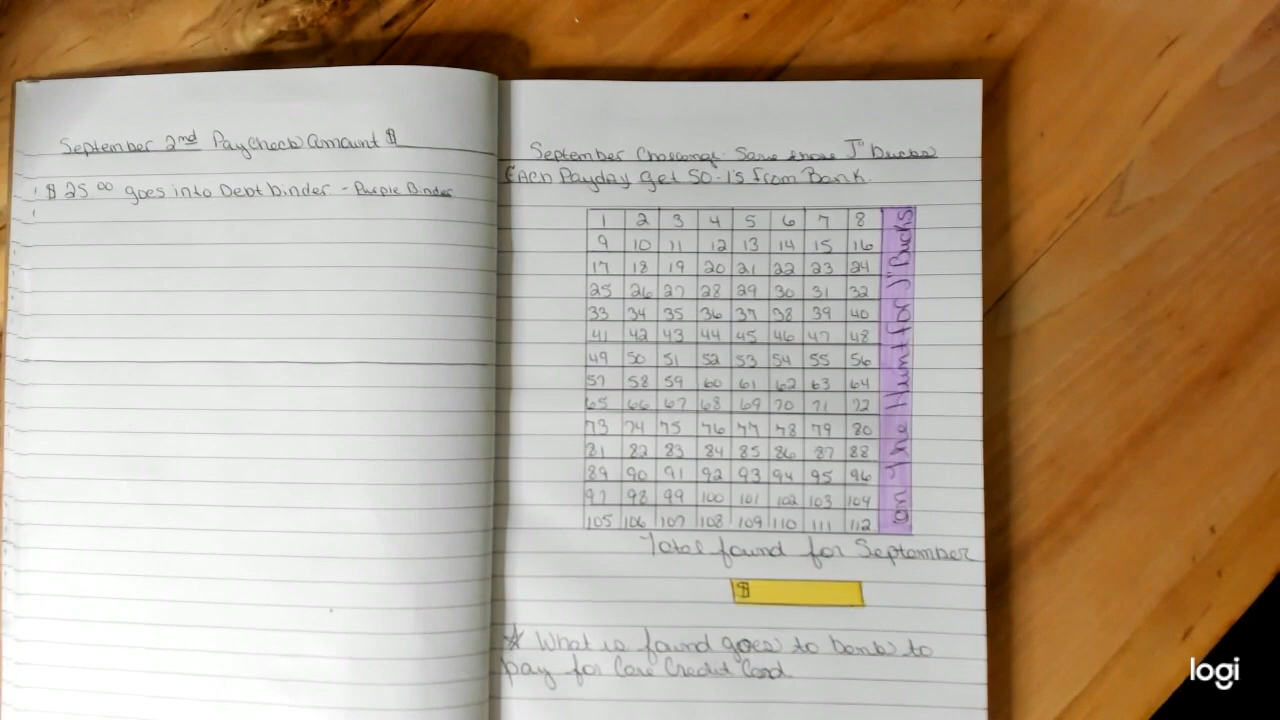 September 2nd PayCheck Amount $
$ 25.00 goes into Debt binder - Purple Binder
September Challenge Save those "J" Bucks
Each Payday get 50-1's from Bank.
1 2 3 4 5 6 7 8
9 10 11 12 13 14 15 16
17 18 19 20 21 22 23 24
25 26 27 28 29 30 31 32
33 34 35 36 37 38 39 40
41 42 43 44 45 46 47 48
49 50 51 52 53 54 55 56
57 58 59 60 61 62 63 64
65 66 67 68 69 70 71 72
73 74 75 76 77 78 79 80
81 82 83 84 85 86 87 88
89 90 91 92 93 94 95 96
97 98 99 100 101 102 103 104
105 106 107 108 109 110 111 112
on The Hunt for "J" Bucks
Total found for September
$
* What is found goes to bank to
pay for Care Credit Card
logi